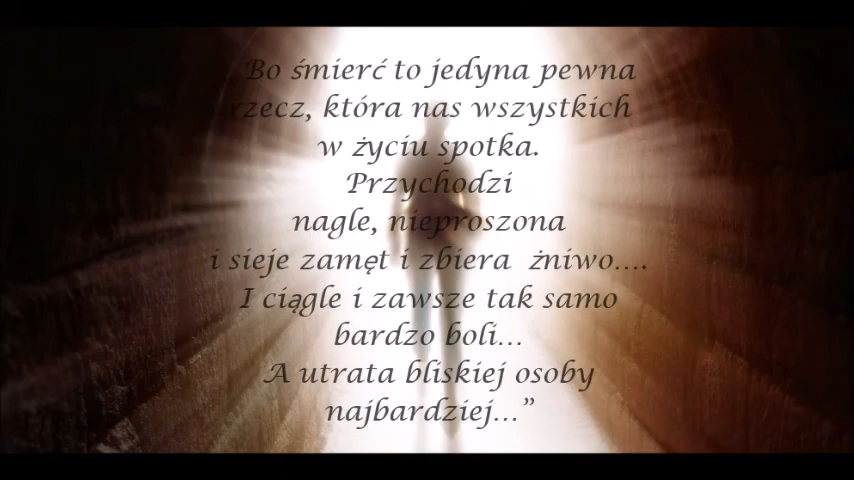 Bo śmierć to jedyna pewna
rzecz, która nas wszystkich
w życiu spotka.
Przychodzi
nagle, nieproszona
i sieje zamęt i zbiera żniwo....
I ciągle i zawsze tak samo
bardzo boli...
A utrata bliskiej osoby
najbardziej...”